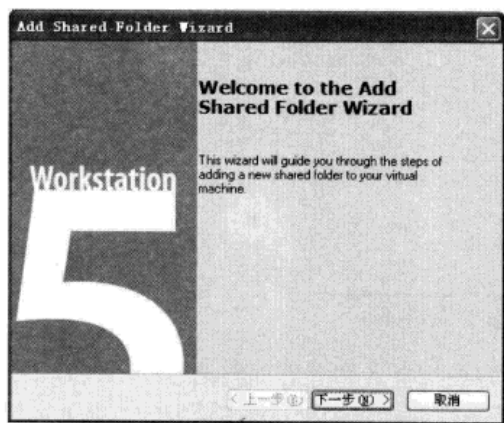 Add Shared Folder Wizard
Welcome to the Add
Shared Folder Wizard
This wizard will guide you through the steps of
adding a new shared folder to your virtual
machine.
Workstation
5
< 上一步(B) 下一步(N) > 取消